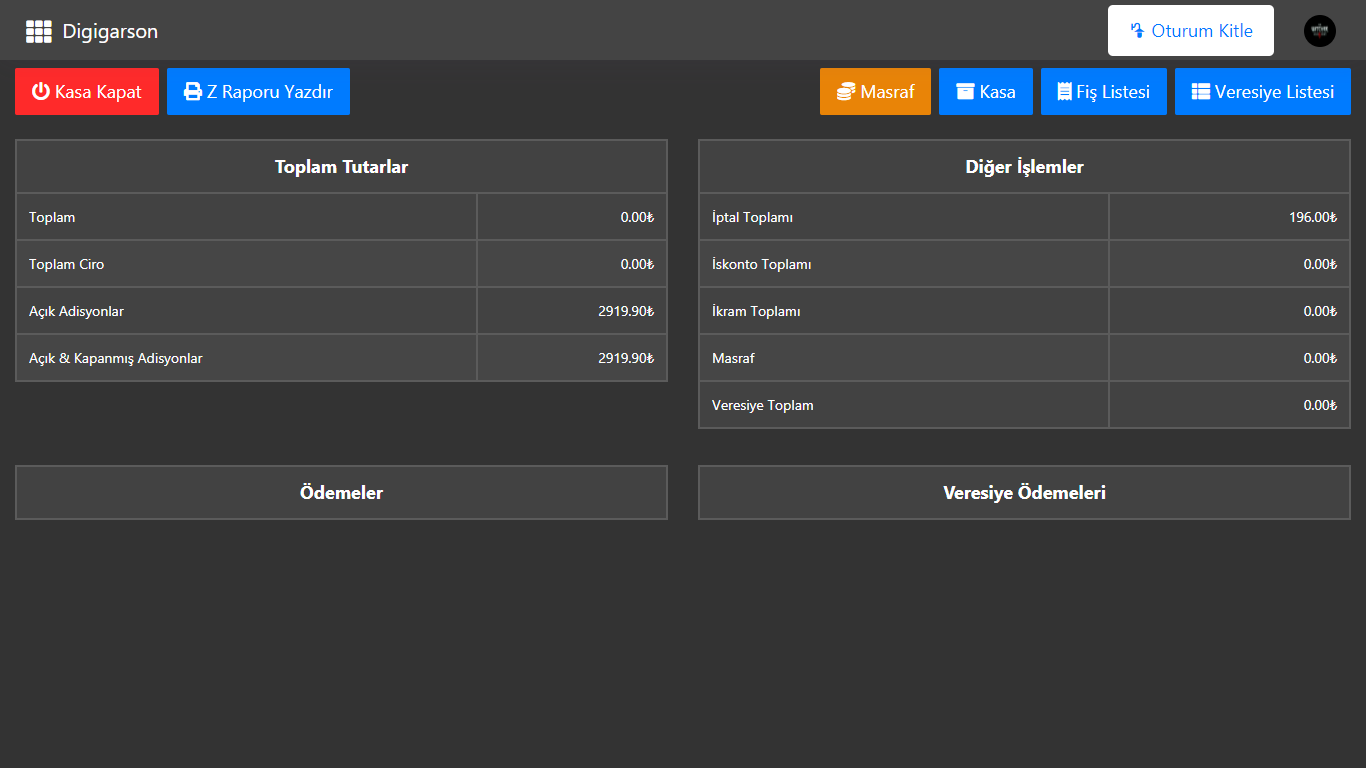 Digigarson
Oturum Kitle
Kasa Kapat
Z Raporu Yazdır
Masraf
Kasa
Fiş Listesi
Veresiye Listesi
Toplam Tutarlar
Toplam 0.00₺
Toplam Ciro 0.00₺
Açık Adisyonlar 2919.90₺
Açık & Kapanmış Adisyonlar 2919.90₺
Diğer İşlemler
İptal Toplamı 196.00₺
İskonto Toplamı 0.00₺
İkram Toplamı 0.00₺
Masraf 0.00₺
Veresiye Toplam 0.00₺
Ödemeler
Veresiye Ödemeleri